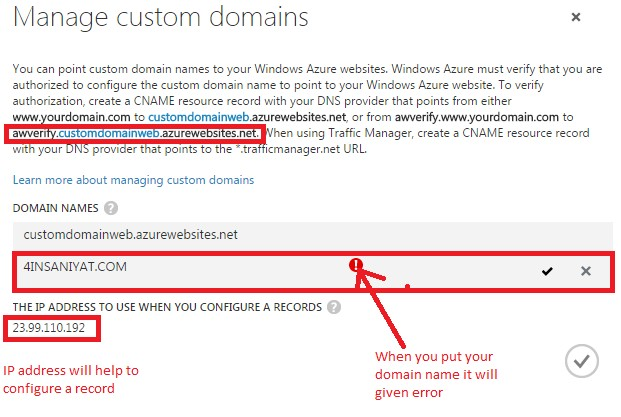 Manage custom domains
You can point custom domain names to your Windows Azure websites. Windows Azure must verify that you are
authorized to configure the custom domain name to point to your Windows Azure website. To verify
authorization, create a CNAME resource record with your DNS provider that points from either
www.yourdomain.com to customdomainweb.azurewebsites.net, or from awverify.www.yourdomain.com to
awverify.customdomainweb.azurewebsites.net. When using Traffic Manager, create a CNAME resource record
with your DNS provider that points to the *.trafficmanager.net URL.
Learn more about managing custom domains
DOMAIN NAMES ?
customdomainweb.azurewebsites.net
4INSANIYAT.COM
THE IP ADDRESS TO USE WHEN YOU CONFIGURE A RECORDS ?
23.99.110.192
IP address will help to
configure a record
When you put your
domain name it will
given error